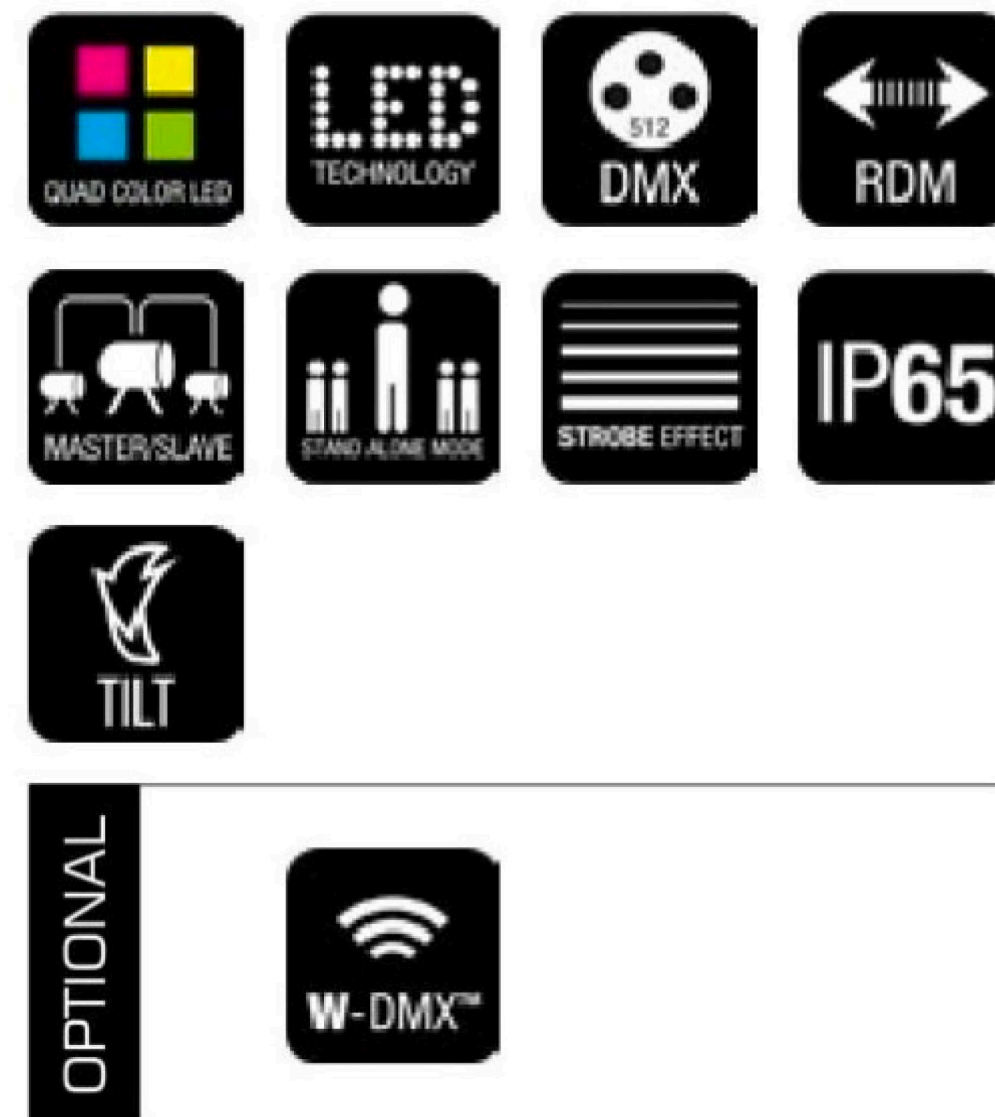 QUAD COLOR LED
LED
TECHNOLOGY
512
DMX
RDM
MASTER/SLAVE
STAND ALONE MODE
STROBE EFFECT
IP65
TILT
OPTIONAL
W-DMX™